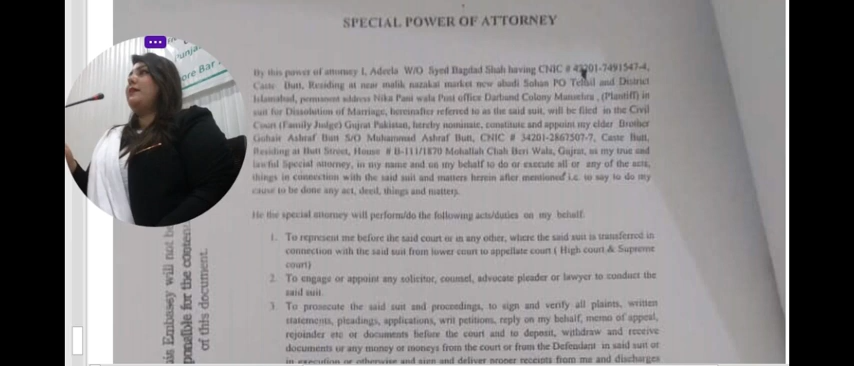 SPECIAL POWER OF ATTORNEY
By this power of attorney I, Adeela W/O Syed Bagdad Shah having CNIC # 41201-7491547-4,
Caste Butt, Residing at near malik nazakat market new abadi Sohan PO Tehsil and District
Islamabad, permanent address Nika Pani wala Post office Darband Colony Mansehra , (Plantiff) in
suit for Dissolution of Marriage, hereinafter referred to as the said suit, will be filed in the Civil
Court (Family Judge) Gujrat Pakistan, hereby nominate, constitute and appoint my elder Brother
Gohair Ashraf Butt S/O Muhammad Ashraf Butt, CNIC # 34201-2867507-7, Caste Butt,
Residing at Butt Street, House # B-111/1870 Mohallah Chah Beri Wala, Gujrat, as my true and
lawful Special attorney, in my name and on my behalf to do or execute all or any of the acts,
things in connection with the said suit and matters herein after mentioned i.e. to say to do my
cause to be done any act, deed, things and matters.
He the special attorney will perform/do the following acts/duties on my behalf.
1. To represent me before the said court or in any other, where the said suit is transferred in
connection with the said suit from lower court to appellate court ( High court & Supreme
court)
2. To engage or appoint any solicitor, counsel, advocate pleader or lawyer to conduct the
said suit.
3. To prosecute the said suit and proceedings, to sign and verify all plaints, written
statements, pleadings, applications, writ petitions, reply on my behalf, memo of appeal,
rejoinder etc or documents before the court and to deposit, withdraw and receive
documents or any money or moneys from the court or from the Defendant in said suit or
in execution or otherwise and sign and deliver proper receipts from me and discharges
Embassy will not be
for the conten
of this document.
ore Bar